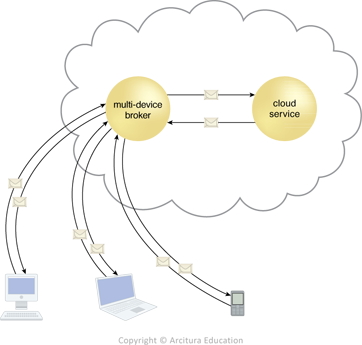 multi-device
broker
cloud
service
Copyright © Arcitura Education